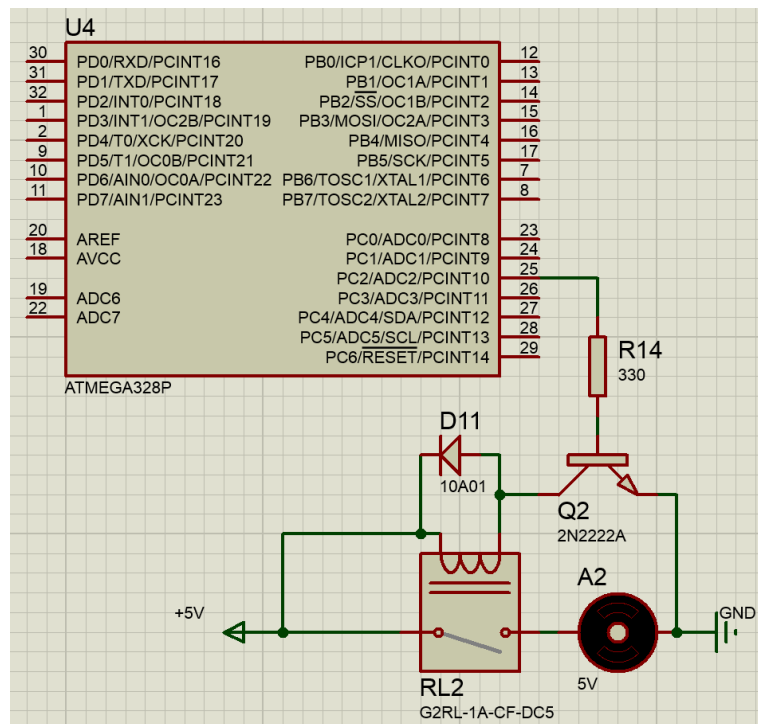 U4
30 PD0/RXD/PCINT16 PB0/ICP1/CLKO/PCINT0 12
31 PD1/TXD/PCINT17 PB1/OC1A/PCINT1 13
32 PD2/INT0/PCINT18 PB2/SS/OC1B/PCINT2 14
1 PD3/INT1/OC2B/PCINT19 PB3/MOSI/OC2A/PCINT3 15
2 PD4/T0/XCK/PCINT20 PB4/MISO/PCINT4 16
9 PD5/T1/OC0B/PCINT21 PB5/SCK/PCINT5 17
10 PD6/AIN0/OC0A/PCINT22 PB6/TOSC1/XTAL1/PCINT6 7
11 PD7/AIN1/PCINT23 PB7/TOSC2/XTAL2/PCINT7 8
20 AREF PC0/ADC0/PCINT8 23
18 AVCC PC1/ADC1/PCINT9 24
PC2/ADC2/PCINT10 25
19 ADC6 PC3/ADC3/PCINT11 26
22 ADC7 PC4/ADC4/SDA/PCINT12 27
PC5/ADC5/SCL/PCINT13 28
PC6/RESET/PCINT14 29
ATMEGA328P
R14
330
D11
10A01
Q2
2N2222A
A2
+5V
GND
5V
RL2
G2RL-1A-CF-DC5